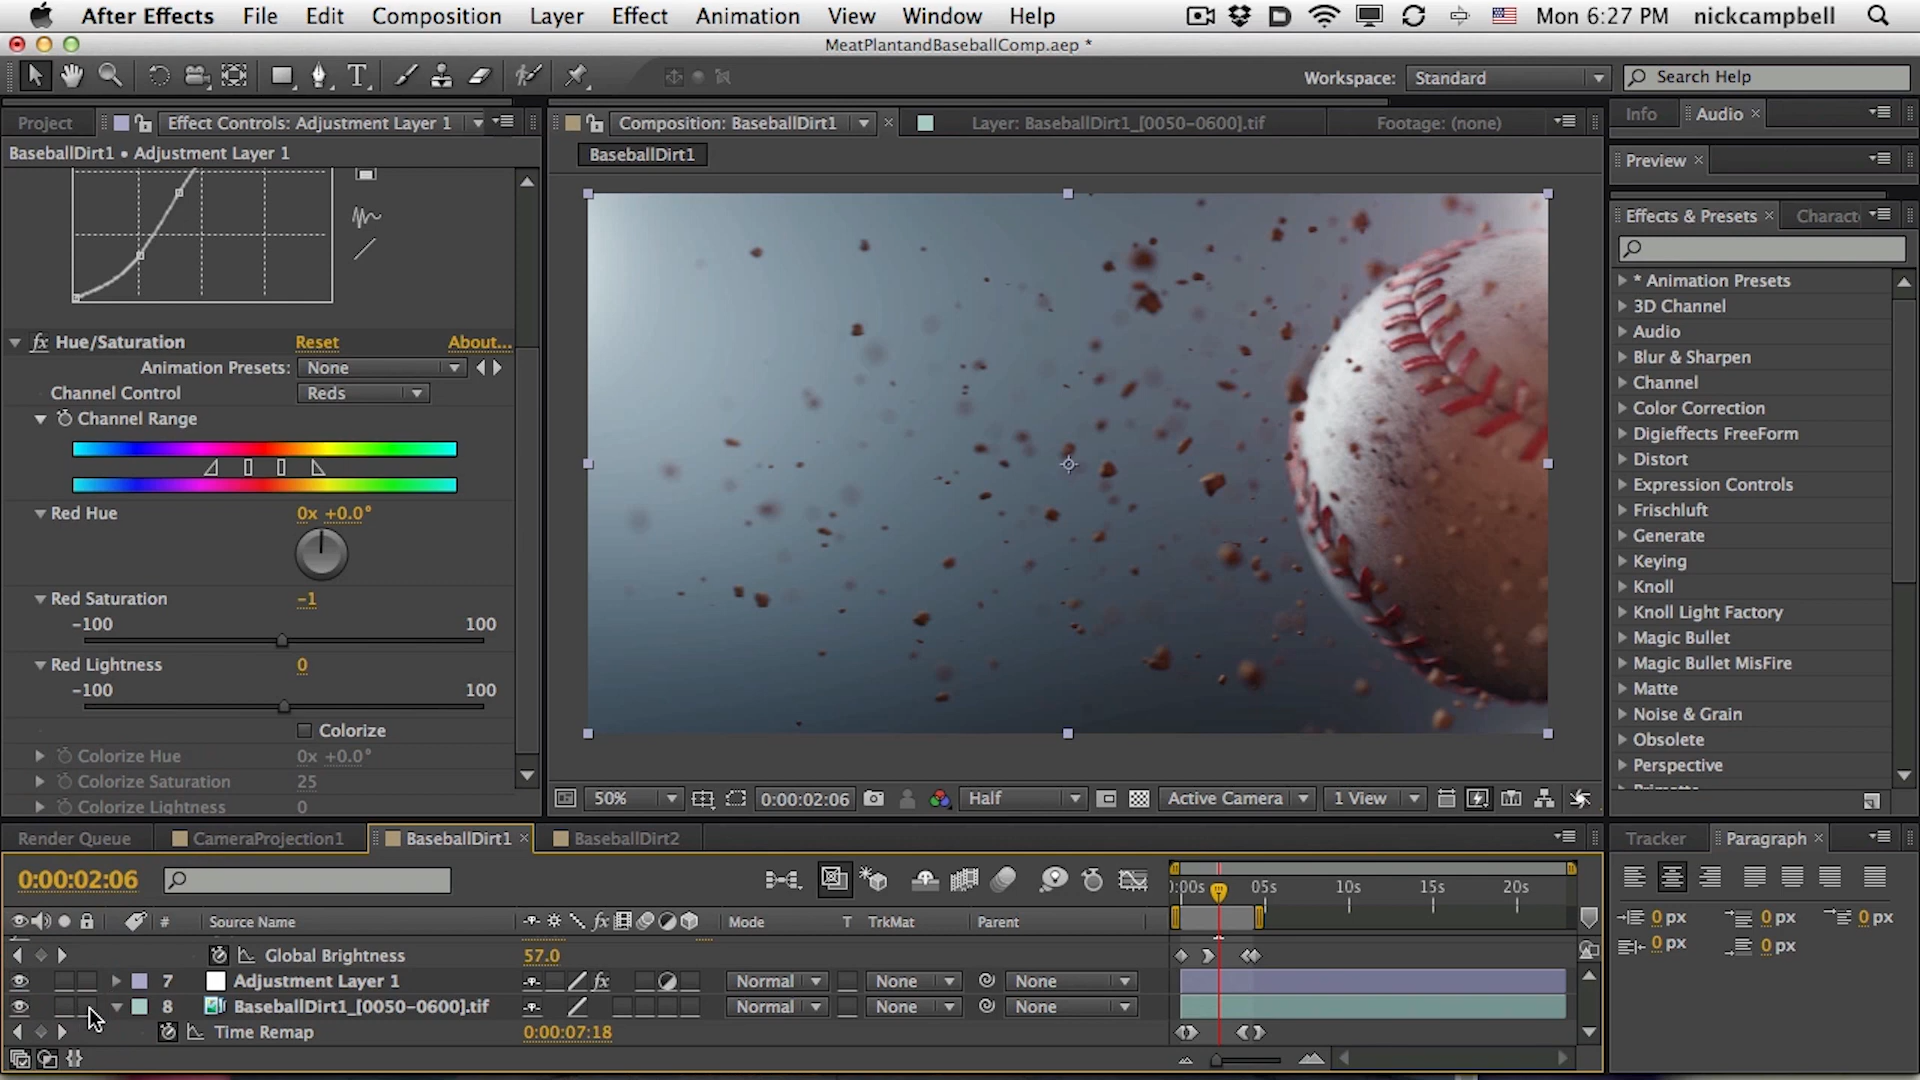 After Effects File Edit Composition Layer Effect Animation View Window Help Mon 6:27 PM nickcampbell
MeatPlantandBaseballComp.aep *
T Workspace: Standard Search Help
Project Effect Controls: Adjustment Layer 1 Composition: BaseballDirt1 Layer: BaseballDirt1_[0050-0600].tif Footage: (none) Info Audio
BaseballDirt1 • Adjustment Layer 1
BaseballDirt1
Preview
Effects & Presets Charact
* Animation Presets
3D Channel
Audio
Blur & Sharpen
Channel
Color Correction
Digieffects FreeForm
Distort
Expression Controls
Frischluft
Generate
Keying
Knoll
Knoll Light Factory
Magic Bullet
Magic Bullet MisFire
Matte
Noise & Grain
Obsolete
Perspective
fx Hue/Saturation Reset About...
Animation Presets: None
Channel Control Reds
Channel Range
Red Hue 0x +0.0°
Red Saturation -1
-100 100
Red Lightness 0
-100 100
Colorize
Colorize Hue 0x +0.0°
Colorize Saturation 25
Colorize Lightness 0
50% 0:00:02:06 Half Active Camera 1 View
Render Queue CameraProjection1 BaseballDirt1 BaseballDirt2
Tracker Paragraph
0:00:02:06
):00s 05s 10s 15s 20s
# Source Name fx Mode T TrkMat Parent
Global Brightness 57.0
7 Adjustment Layer 1 fx Normal None None
8 BaseballDirt1_[0050-0600].tif Normal None None
Time Remap 0:00:07:18
0 px 0 px 0 px
0 px 0 px